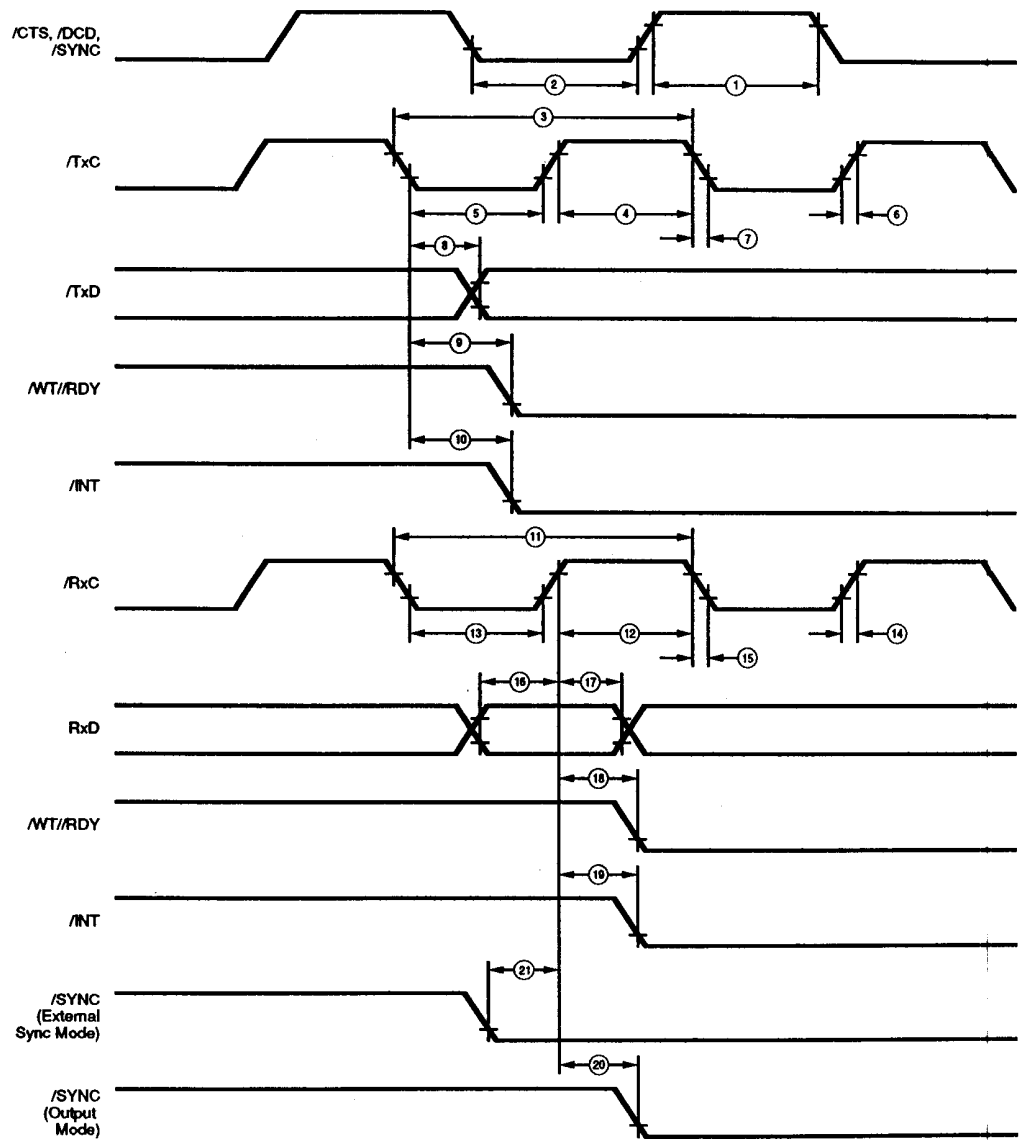 /CTS, /DCD,
/SYNC
2
1
3
/TxC
5
4
6
7
8
/TxD
9
/WT//RDY
10
/INT
11
/RxC
13
12
14
15
16
17
RxD
18
/WT//RDY
19
/INT
21
/SYNC
(External
Sync Mode)
20
/SYNC
(Output
Mode)